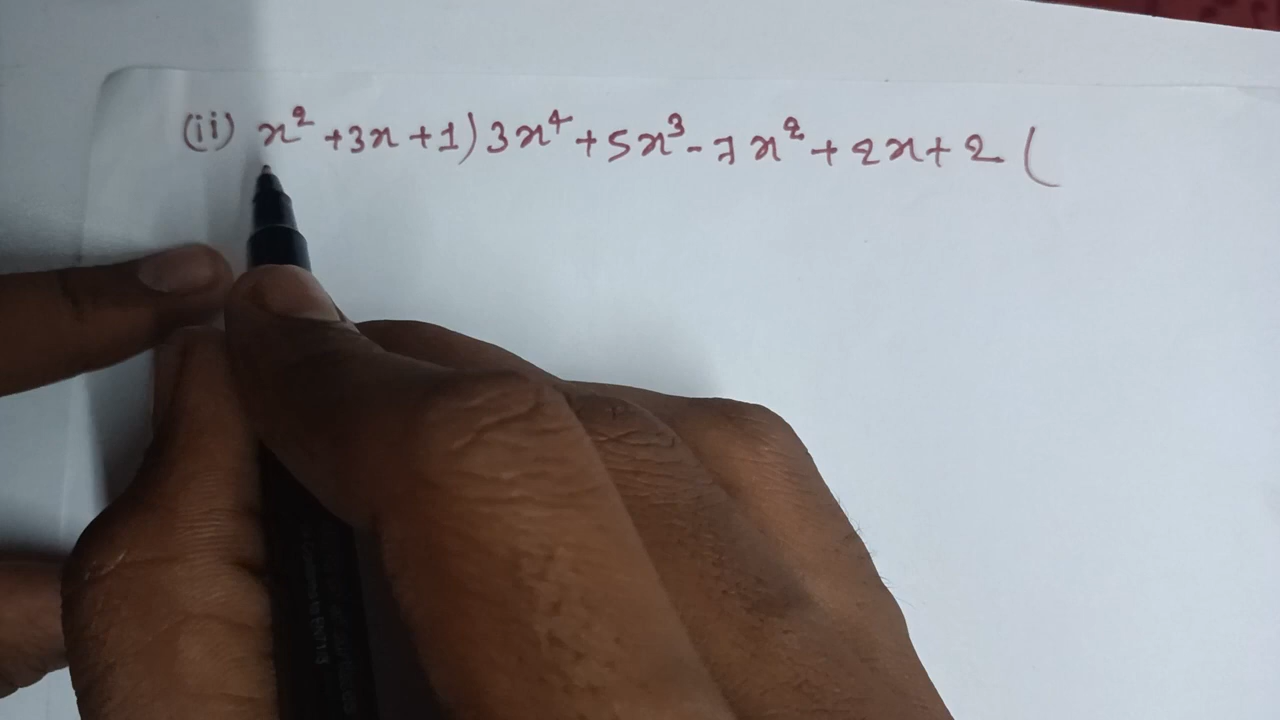 (ii) x² + 3x + 1) 3x⁴ + 5x³ - 7x² + 2x + 2 (